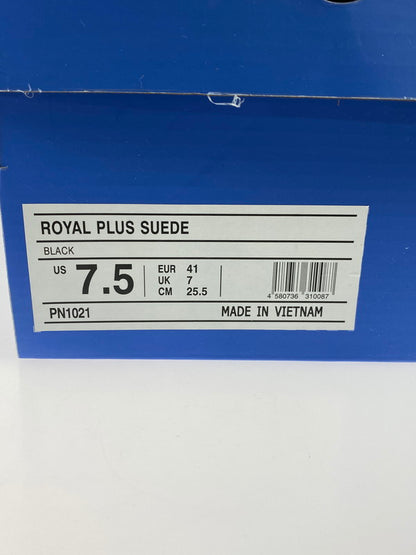 ROYAL PLUS SUEDE
BLACK
US 7.5 EUR 41
UK 7
CM 25.5
4 580736 310087
PN1021 MADE IN VIETNAM